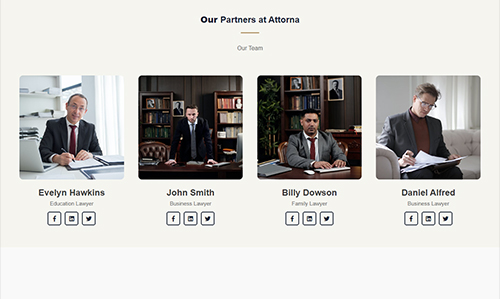 Our Partners at Attorna
Our Team
Evelyn Hawkins
Education Lawyer
John Smith
Business Lawyer
Billy Dowson
Family Lawyer
Daniel Alfred
Business Lawyer